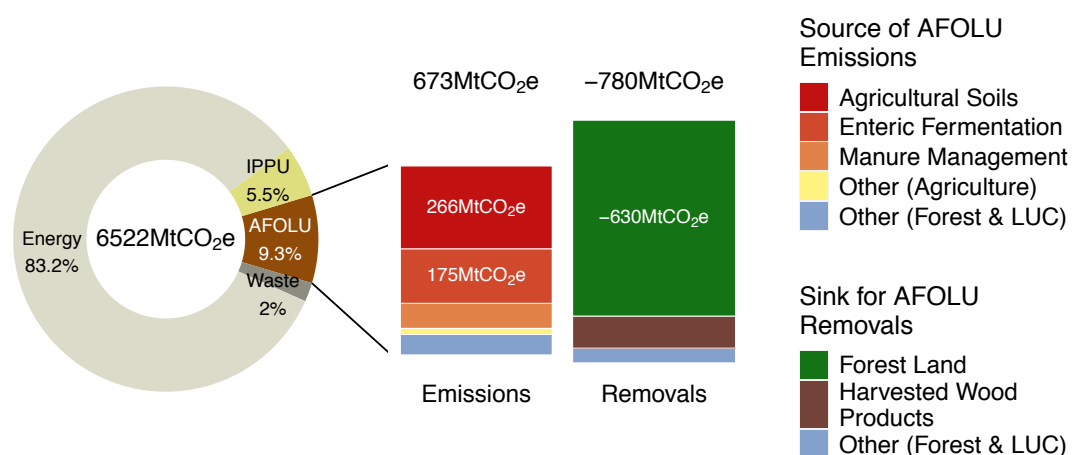 Source of AFOLU
Emissions
673MtCO₂e
−780MtCO₂e
Agricultural Soils
Enteric Fermentation
Manure Management
Other (Agriculture)
Other (Forest & LUC)
IPPU
5.5%
AFOLU
9.3%
Energy
83.2%
6522MtCO₂e
Waste
2%
266MtCO₂e
175MtCO₂e
−630MtCO₂e
Emissions
Removals
Sink for AFOLU
Removals
Forest Land
Harvested Wood
Products
Other (Forest & LUC)